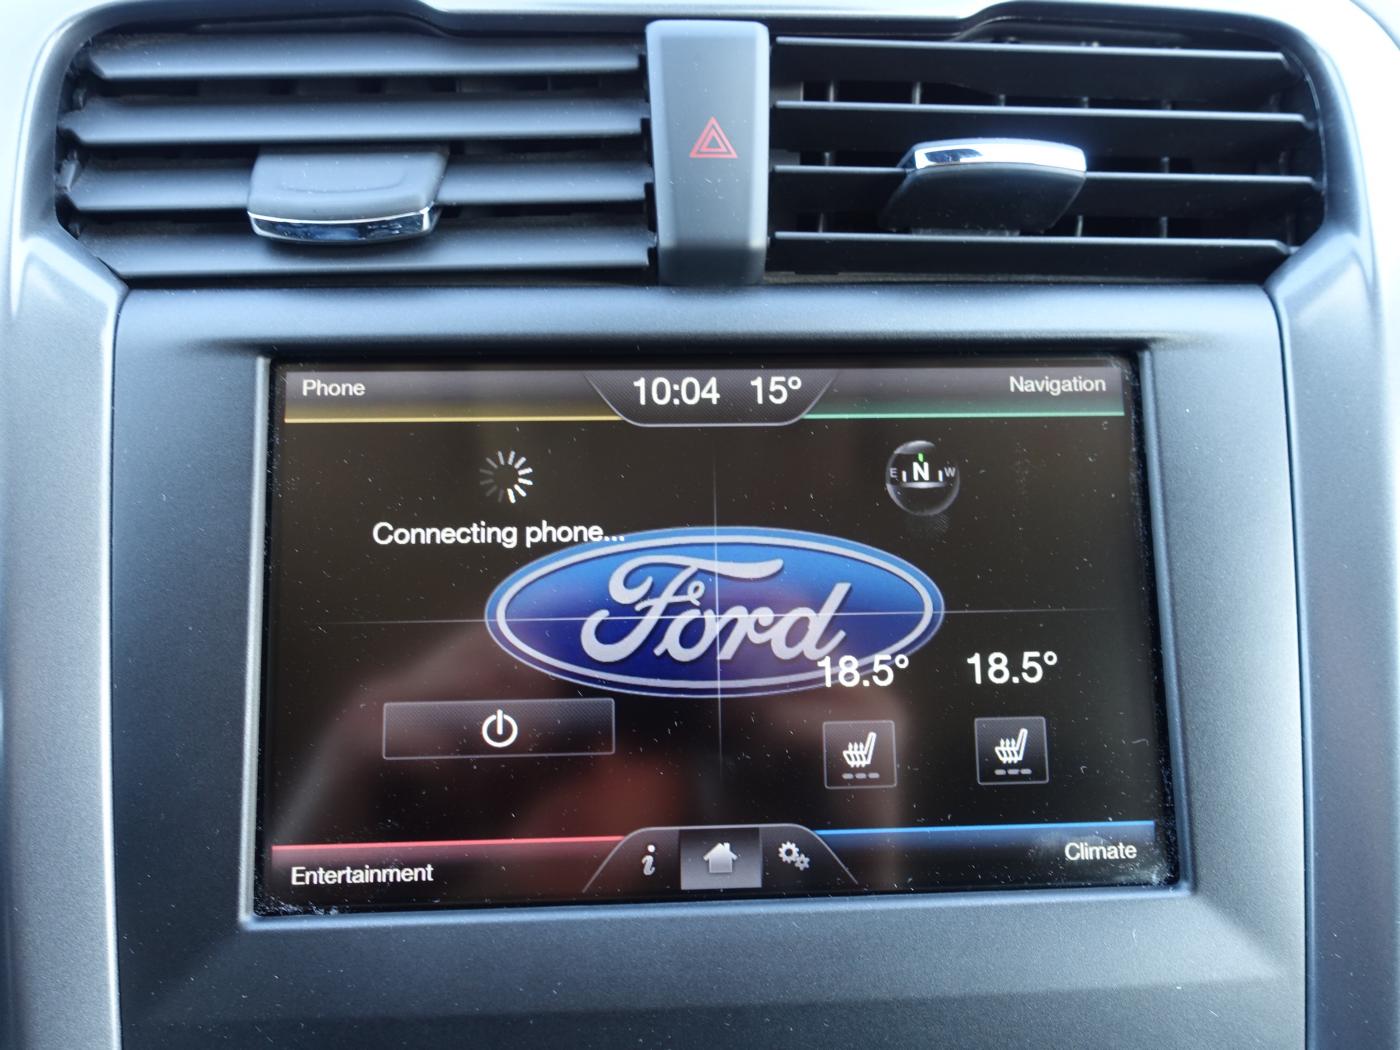 Phone
10:04 15°
Navigation
E N W
Connecting phone...
Ford
18.5° 18.5°
Entertainment
i
Climate